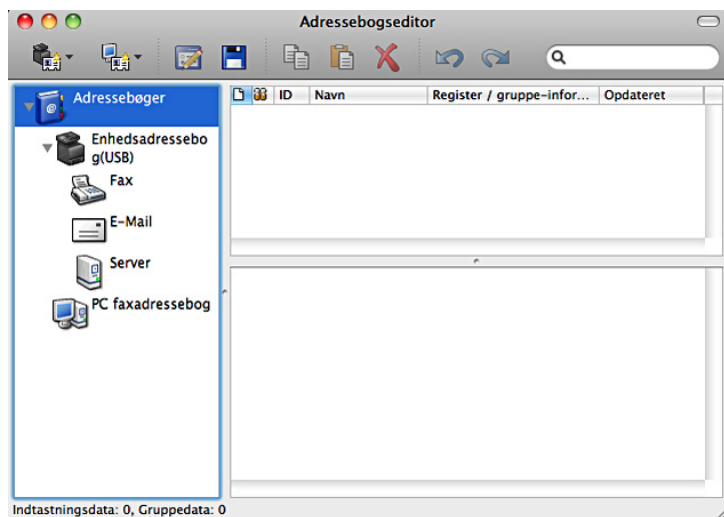 Adressebogseditor
Adressebøger
Enhedsadressebo
g(USB)
Fax
E-Mail
Server
PC faxadressebog
ID Navn Register / gruppe-infor... Opdateret
Indtastningsdata: 0, Gruppedata: 0